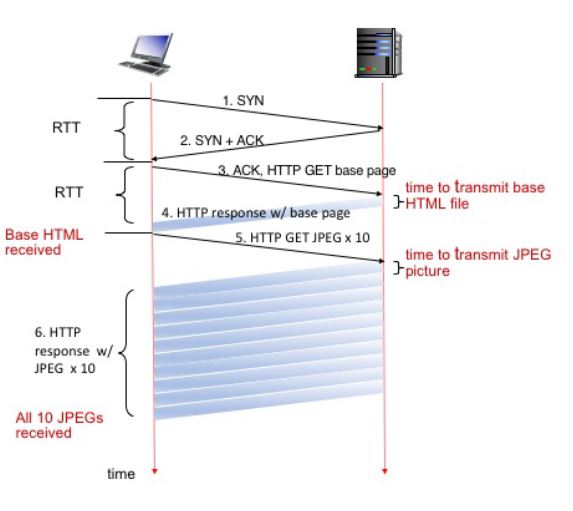 1. SYN
RTT
2. SYN + ACK
3. ACK, HTTP GET base page
RTT
time to transmit base
HTML file
4. HTTP response w/ base page
Base HTML
received
5. HTTP GET JPEG x 10
time to transmit JPEG
picture
6. HTTP
response w/
JPEG x 10
All 10 JPEGs
received
time